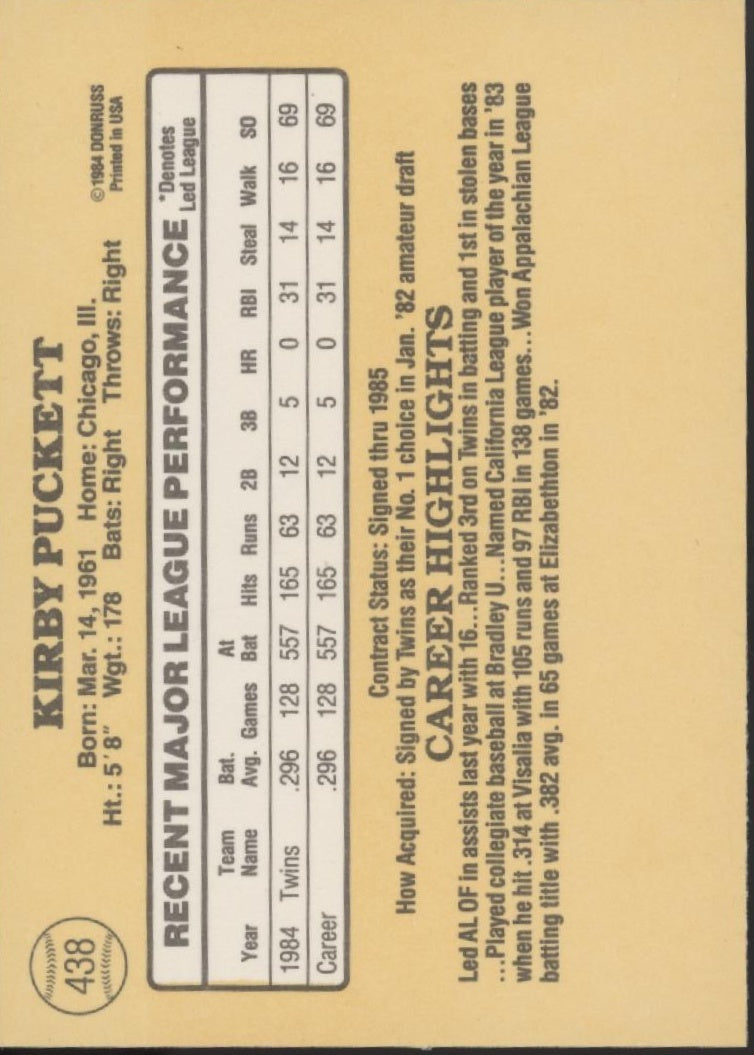 438
KIRBY PUCKETT
Born: Mar. 14, 1961 Home: Chicago, Ill.
Ht.: 5'8" Wgt.: 178 Bats: Right Throws: Right
©1984 DONRUSS
Printed in USA
RECENT MAJOR LEAGUE PERFORMANCE
*Denotes
Led League
Team Bat. At
Year Name Avg. Games Bat Hits Runs 2B 3B HR RBI Steal Walk SO
1984 Twins .296 128 557 165 63 12 5 0 31 14 16 69
Career .296 128 557 165 63 12 5 0 31 14 16 69
Contract Status: Signed thru 1985
How Acquired: Signed by Twins as their No. 1 choice in Jan. '82 amateur draft
CAREER HIGHLIGHTS
Led AL OF in assists last year with 16...Ranked 3rd on Twins in batting and 1st in stolen bases
...Played collegiate baseball at Bradley U...Named California League player of the year in '83
when he hit .314 at Visalia with 105 runs and 97 RBI in 138 games...Won Appalachian League
batting title with .382 avg. in 65 games at Elizabethton in '82.